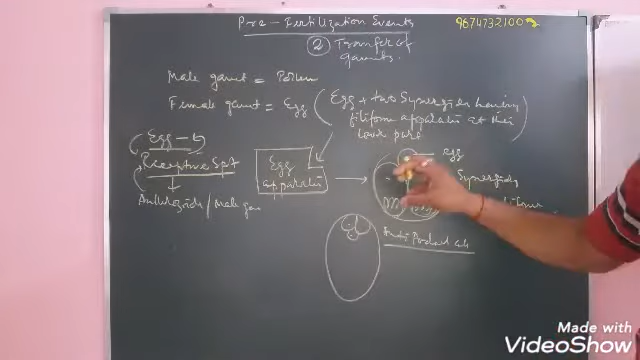 Pre-Fertilization Events
9674732100
② Transfer of
gamets.
Male gamet = Pollen
Female gamet = Egg (Egg + two Synergids having
filiform apparatus at their
lower part)
Egg
Receptive Spot
Antherozoids / male gam
Egg
apparatus
egg
Synergids
Antipodal
Made with
VideoShow